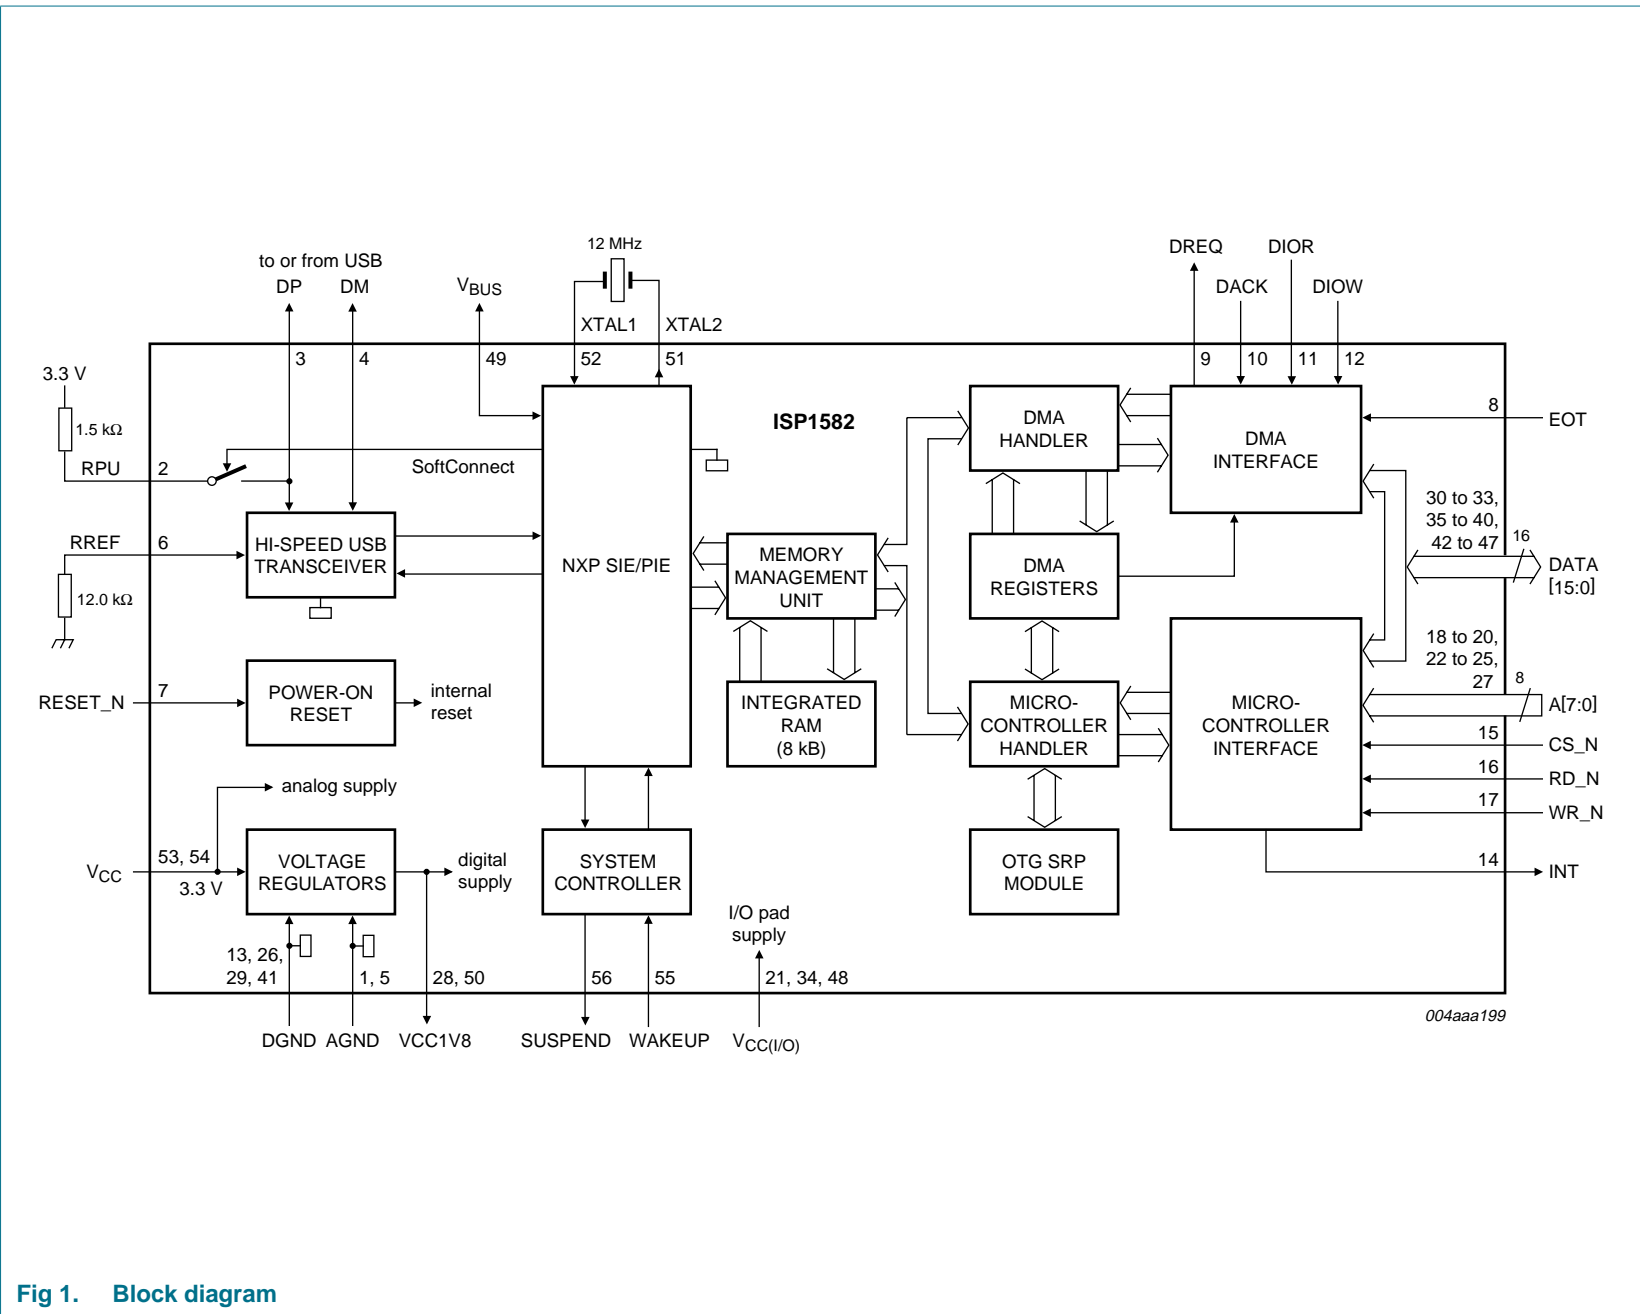 12 MHz
to or from USB
DP
DM
VBUS
XTAL1
XTAL2
DREQ
DIOR
DACK
DIOW
3
4
49
52
51
9
10
11
12
3.3 V
1.5 kΩ
RPU
2
SoftConnect
ISP1582
NXP SIE/PIE
DMA
HANDLER
DMA
INTERFACE
8
EOT
RREF
6
12.0 kΩ
HI-SPEED USB
TRANSCEIVER
MEMORY
MANAGEMENT
UNIT
DMA
REGISTERS
30 to 33,
35 to 40,
42 to 47
16
DATA
[15:0]
RESET_N
7
POWER-ON
RESET
internal
reset
INTEGRATED
RAM
(8 kB)
MICRO-
CONTROLLER
HANDLER
MICRO-
CONTROLLER
INTERFACE
18 to 20,
22 to 25,
27
8
A[7:0]
15
CS_N
16
RD_N
17
WR_N
14
INT
analog supply
VCC
53, 54
3.3 V
VOLTAGE
REGULATORS
digital
supply
SYSTEM
CONTROLLER
OTG SRP
MODULE
I/O pad
supply
13, 26,
29, 41
1, 5
28, 50
56
55
21, 34, 48
DGND
AGND
VCC1V8
SUSPEND
WAKEUP
VCC(I/O)
004aaa199
Fig 1. Block diagram